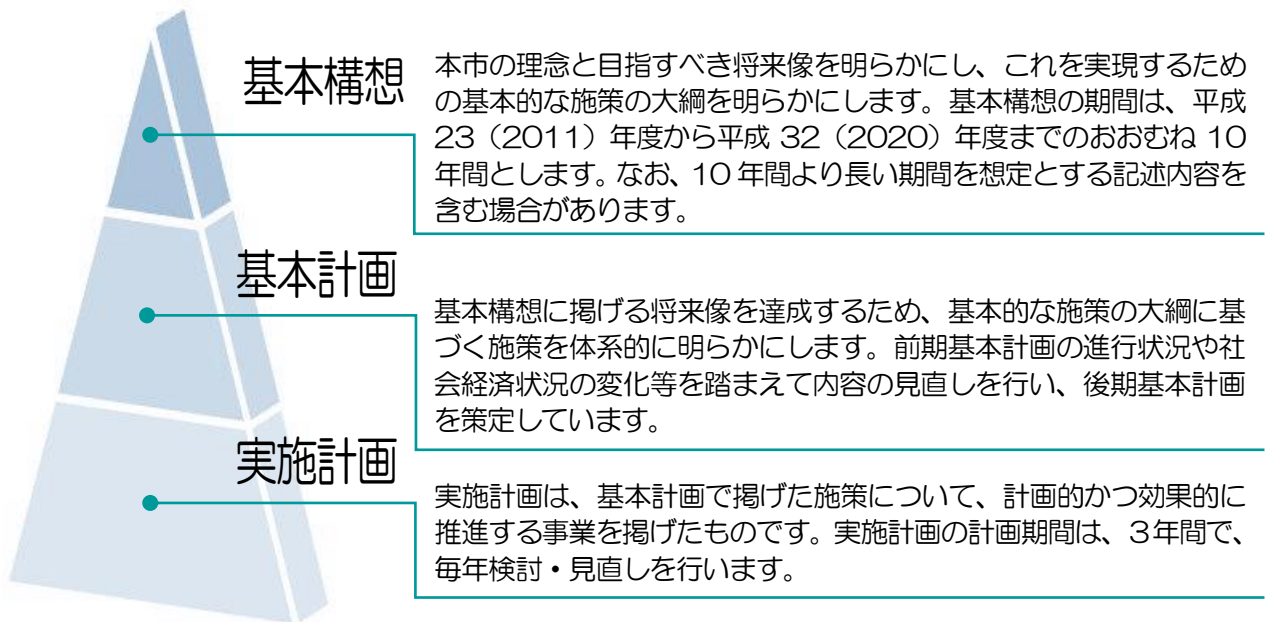 基本構想
本市の理念と目指すべき将来像を明らかにし、これを実現するため
の基本的な施策の大綱を明らかにします。基本構想の期間は、平成
23（2011）年度から平成 32（2020）年度までのおおむね 10
年間とします。なお、10 年間より長い期間を想定とする記述内容を
含む場合があります。
基本計画
基本構想に掲げる将来像を達成するため、基本的な施策の大綱に基
づく施策を体系的に明らかにします。前期基本計画の進行状況や社
会経済状況の変化等を踏まえて内容の見直しを行い、後期基本計画
を策定しています。
実施計画
実施計画は、基本計画で掲げた施策について、計画的かつ効果的に
推進する事業を掲げたものです。実施計画の計画期間は、３年間で、
毎年検討・見直しを行います。